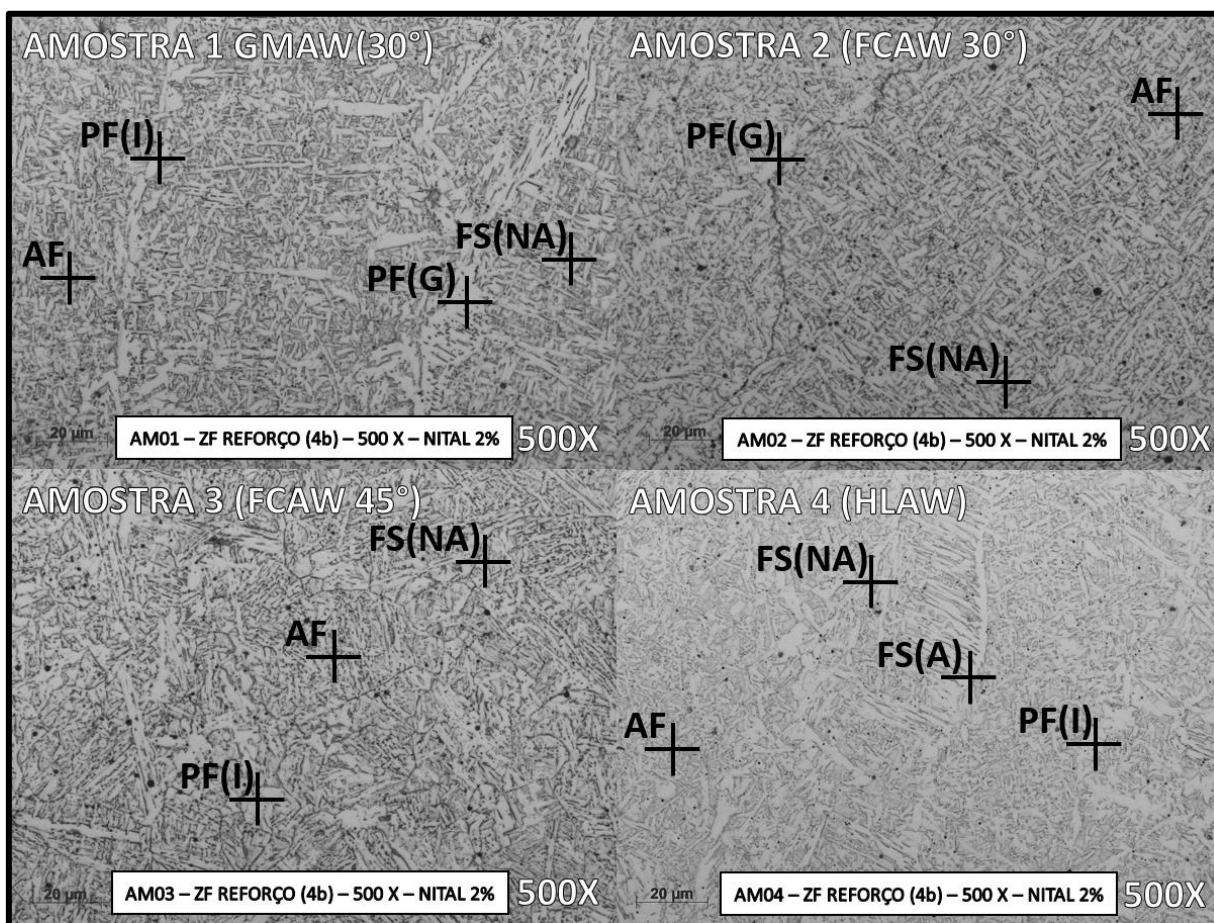 AMOSTRA 1 GMAW(30°)
PF(I)
AF
FS(NA)
PF(G)
20 µm
AM01 – ZF REFORÇO (4b) – 500 X – NITAL 2%
500X
AMOSTRA 2 (FCAW 30°)
AF
PF(G)
FS(NA)
20 µm
AM02 – ZF REFORÇO (4b) – 500 X – NITAL 2%
500X
AMOSTRA 3 (FCAW 45°)
FS(NA)
AF
PF(I)
20 µm
AM03 – ZF REFORÇO (4b) – 500 X – NITAL 2%
500X
AMOSTRA 4 (HLAW)
FS(NA)
FS(A)
AF
PF(I)
20 µm
AM04 – ZF REFORÇO (4b) – 500 X – NITAL 2%
500X